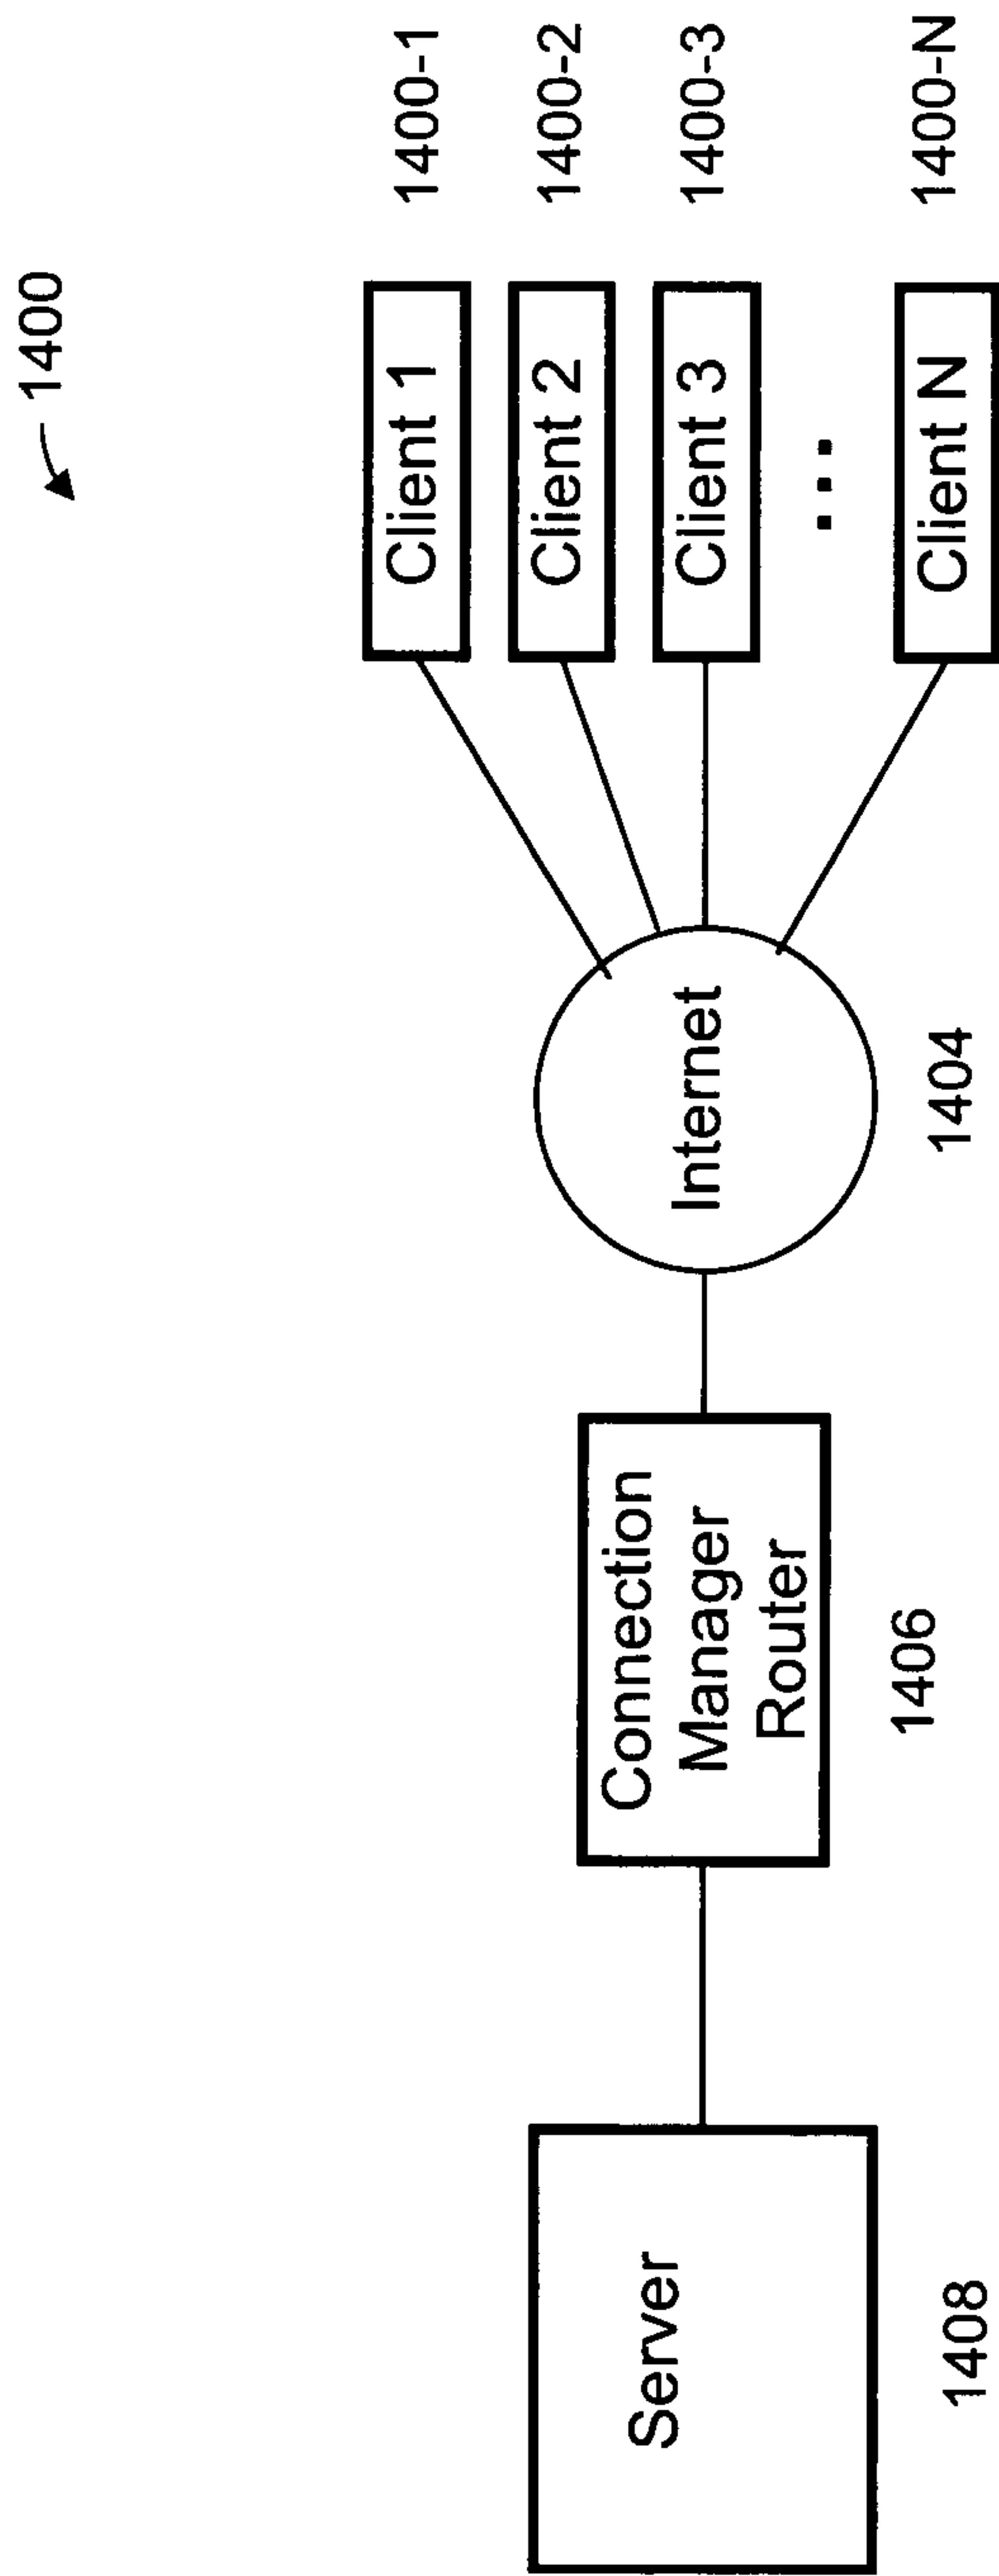 1400
Client 1
1400-1
Client 2
1400-2
Client 3
1400-3
...
Client N
1400-N
Internet
1404
Connection
Manager
Router
1406
Server
1408